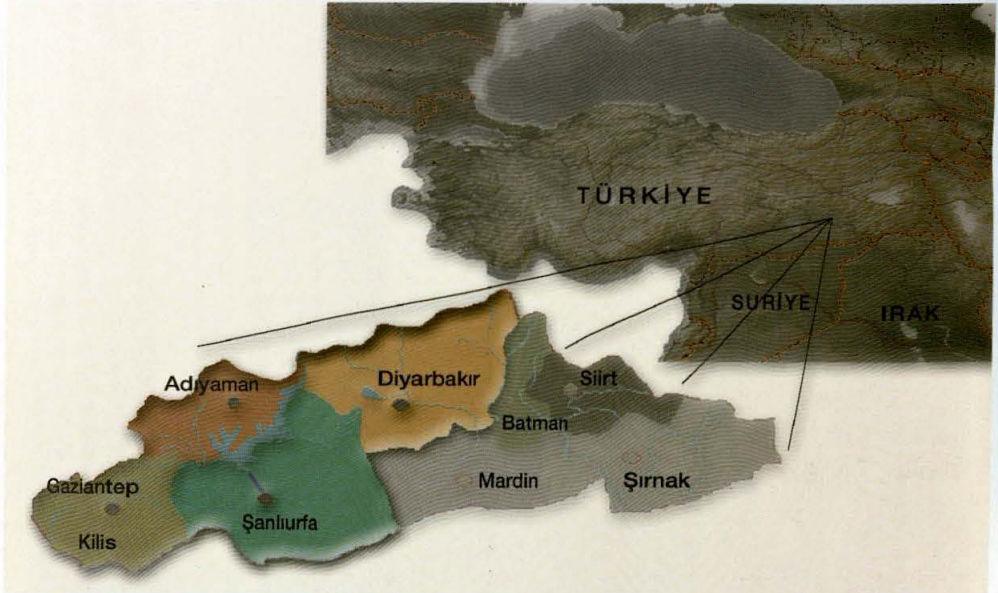 TÜRKİYE
SURİYE
IRAK
Adıyaman
Diyarbakır
Siirt
Batman
Gaziantep
Mardin
Şırnak
Şanlıurfa
Kilis